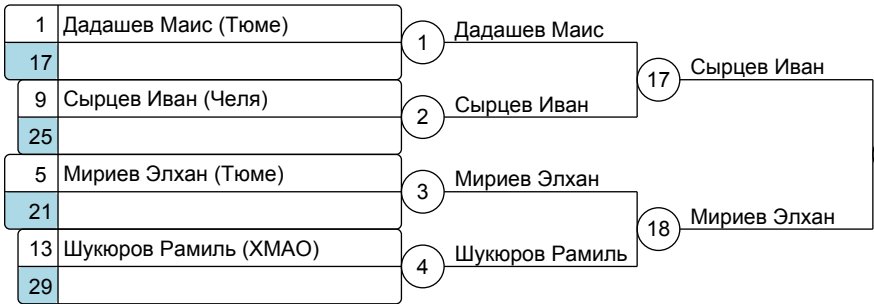 1 Дадашев Маис (Тюме)
17
1 Дадашев Маис
9 Сырцев Иван (Челя)
25
2 Сырцев Иван
17 Сырцев Иван
5 Мириев Элхан (Тюме)
21
3 Мириев Элхан
13 Шукюров Рамиль (ХМАО)
29
4 Шукюров Рамиль
18 Мириев Элхан